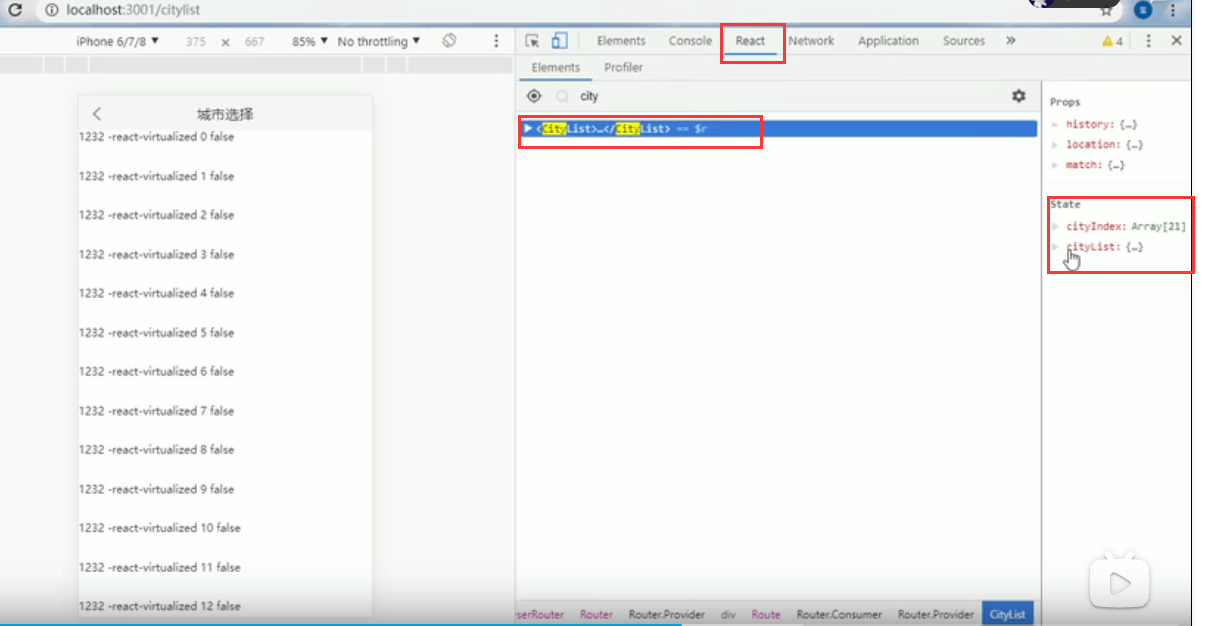 localhost:3001/citylist
iPhone 6/7/8 ▼ 375 x 667 85% ▼ No throttling ▼
Elements Console React Network Application Sources » 4
Elements Profiler
city
<CityList>…</CityList> == $r
Props
history: {…}
location: {…}
match: {…}
State
cityIndex: Array[21]
cityList: {…}
城市选择
1232 -react-virtualized 0 false
1232 -react-virtualized 1 false
1232 -react-virtualized 2 false
1232 -react-virtualized 3 false
1232 -react-virtualized 4 false
1232 -react-virtualized 5 false
1232 -react-virtualized 6 false
1232 -react-virtualized 7 false
1232 -react-virtualized 8 false
1232 -react-virtualized 9 false
1232 -react-virtualized 10 false
1232 -react-virtualized 11 false
1232 -react-virtualized 12 false
wserRouter Router Router.Provider div Route Router.Consumer Router.Provider CityList